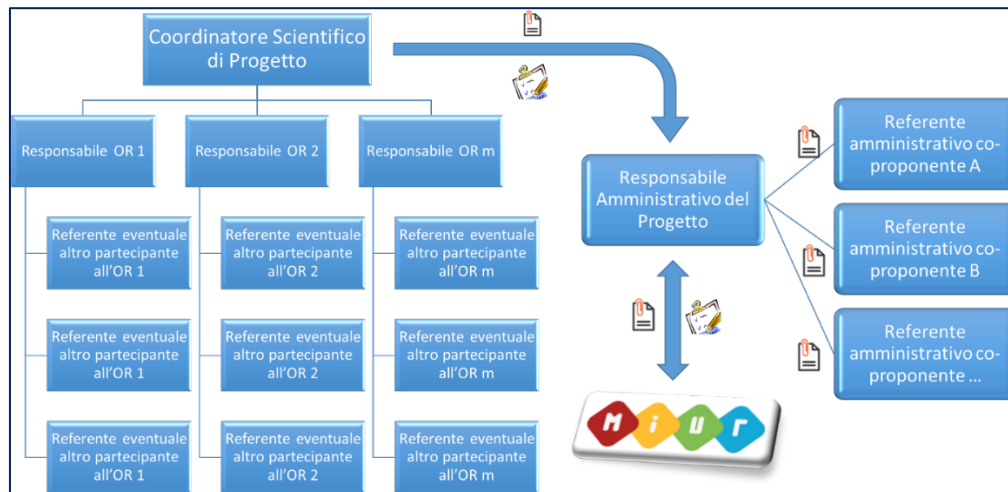 Coordinatore Scientifico
di Progetto
Responsabile OR 1
Responsabile OR 2
Responsabile OR m
Referente eventuale
altro partecipante
all'OR 1
Referente eventuale
altro partecipante
all'OR 2
Referente eventuale
altro partecipante
all'OR m
Referente eventuale
altro partecipante
all'OR 1
Referente eventuale
altro partecipante
all'OR 2
Referente eventuale
altro partecipante
all'OR m
Referente eventuale
altro partecipante
all'OR 1
Referente eventuale
altro partecipante
all'OR 2
Referente eventuale
altro partecipante
all'OR m
Responsabile
Amministrativo del
Progetto
Referente
amministrativo co-
proponente A
Referente
amministrativo co-
proponente B
Referente
amministrativo co-
proponente ...
MiUr